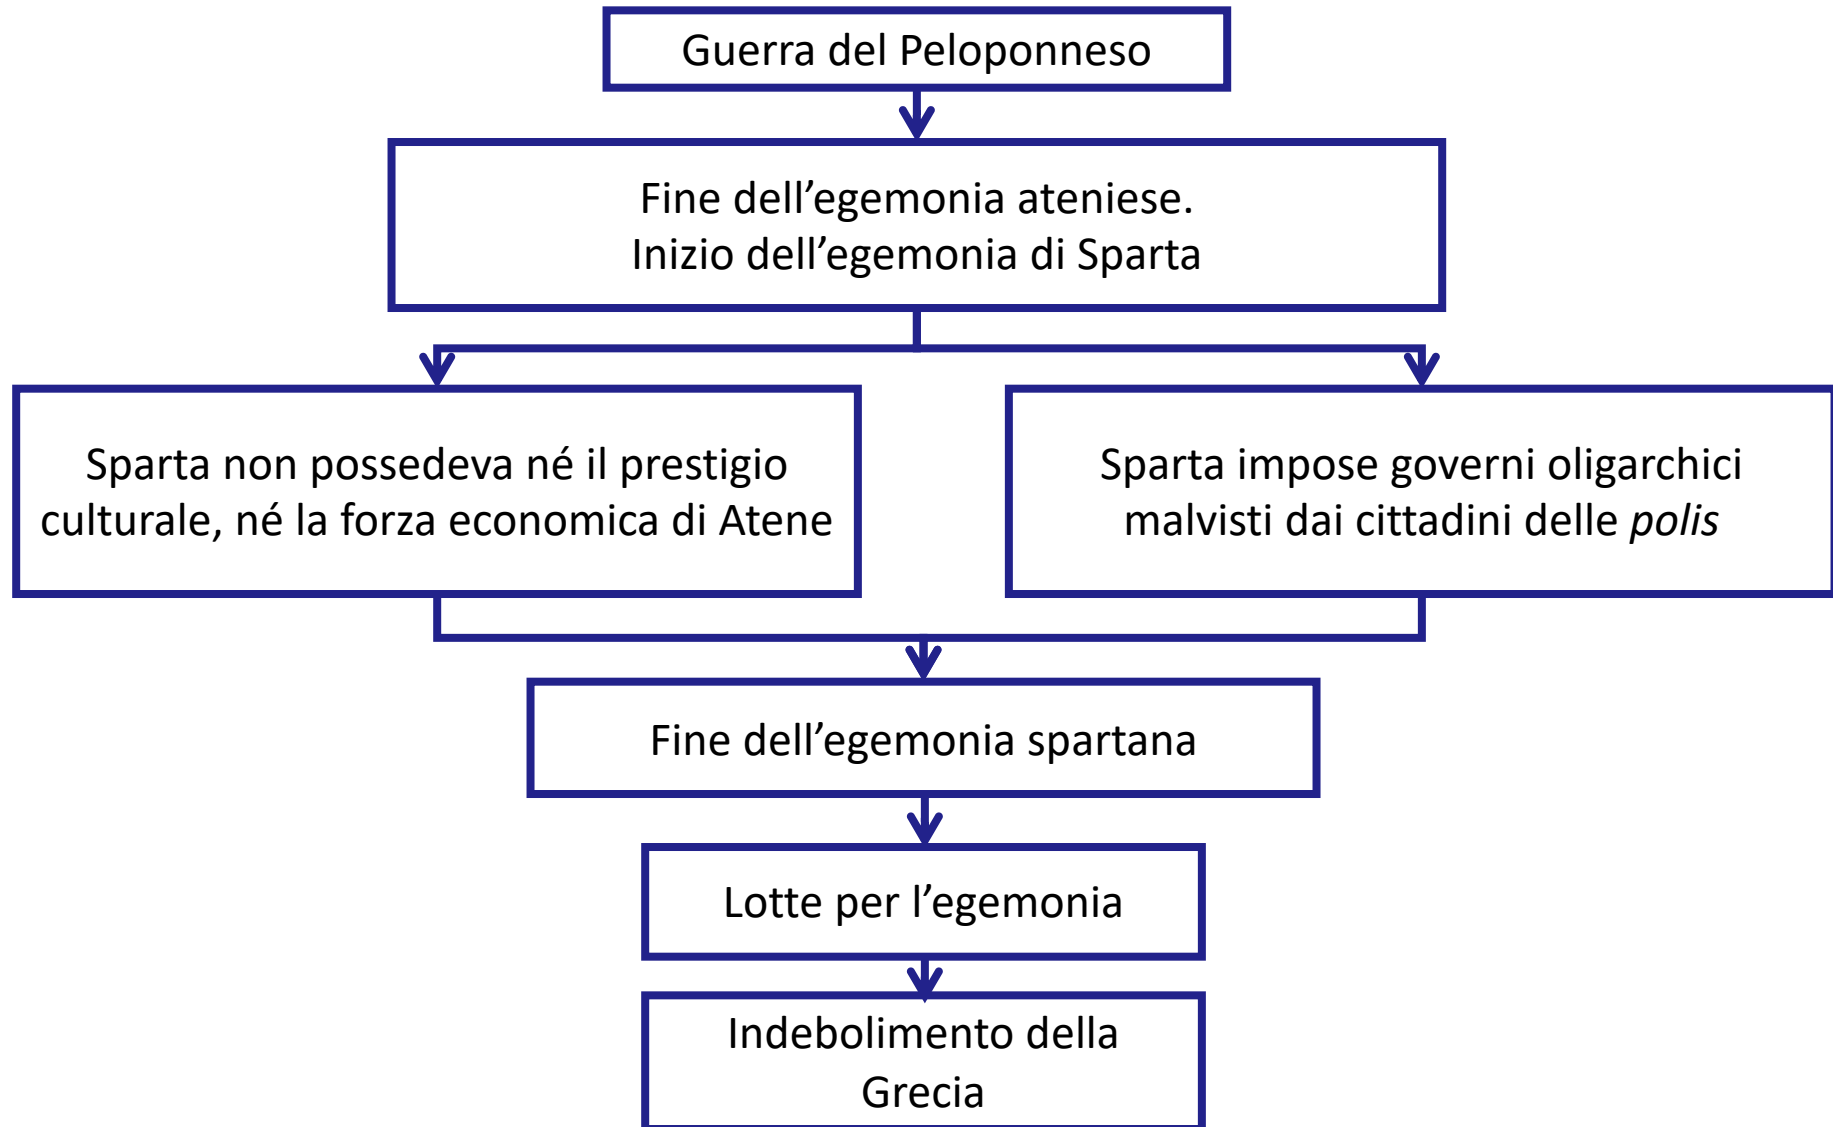 Guerra del Peloponneso
Fine dell’egemonia ateniese.
Inizio dell’egemonia di Sparta
Sparta non possedeva né il prestigio
culturale, né la forza economica di Atene
Sparta impose governi oligarchici
malvisti dai cittadini delle polis
Fine dell’egemonia spartana
Lotte per l’egemonia
Indebolimento della
Grecia